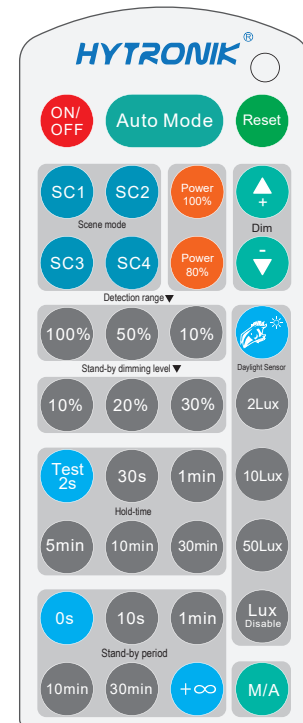 HYTRONIK®
ON/
OFF
Auto Mode
Reset
SC1 SC2
Power
100%
+
Scene mode
Dim
SC3 SC4
Power
80%
-
Detection range▼
100% 50% 10%
Daylight Sensor
Stand-by dimming level▼
10% 20% 30%
2Lux
Test
2s
30s 1min
10Lux
Hold-time
5min 10min 30min
50Lux
0s 10s 1min
Lux
Disable
Stand-by period
10min 30min +∞
M/A